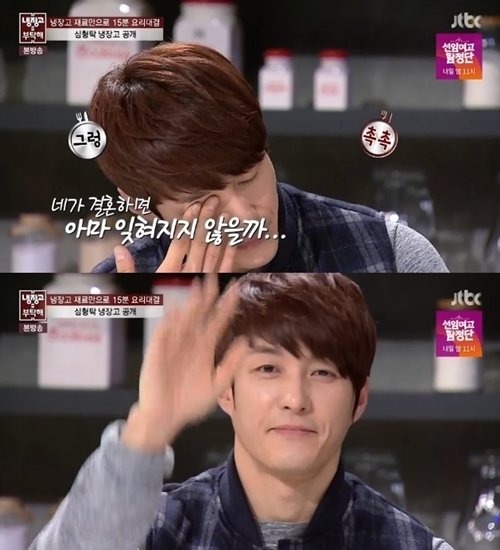 냉장고를 부탁해
본방송
냉장고 재료만으로 15분 요리대결
심형탁 냉장고 공개
jtbc
선암여고
탐정단
내일 밤 11시
그렁
촉촉
네가 결혼하면
아마 잊혀지지 않을까...
냉장고를 부탁해
본방송
냉장고 재료만으로 15분 요리대결
심형탁 냉장고 공개
jtbc
선암여고
탐정단
내일 밤 11시